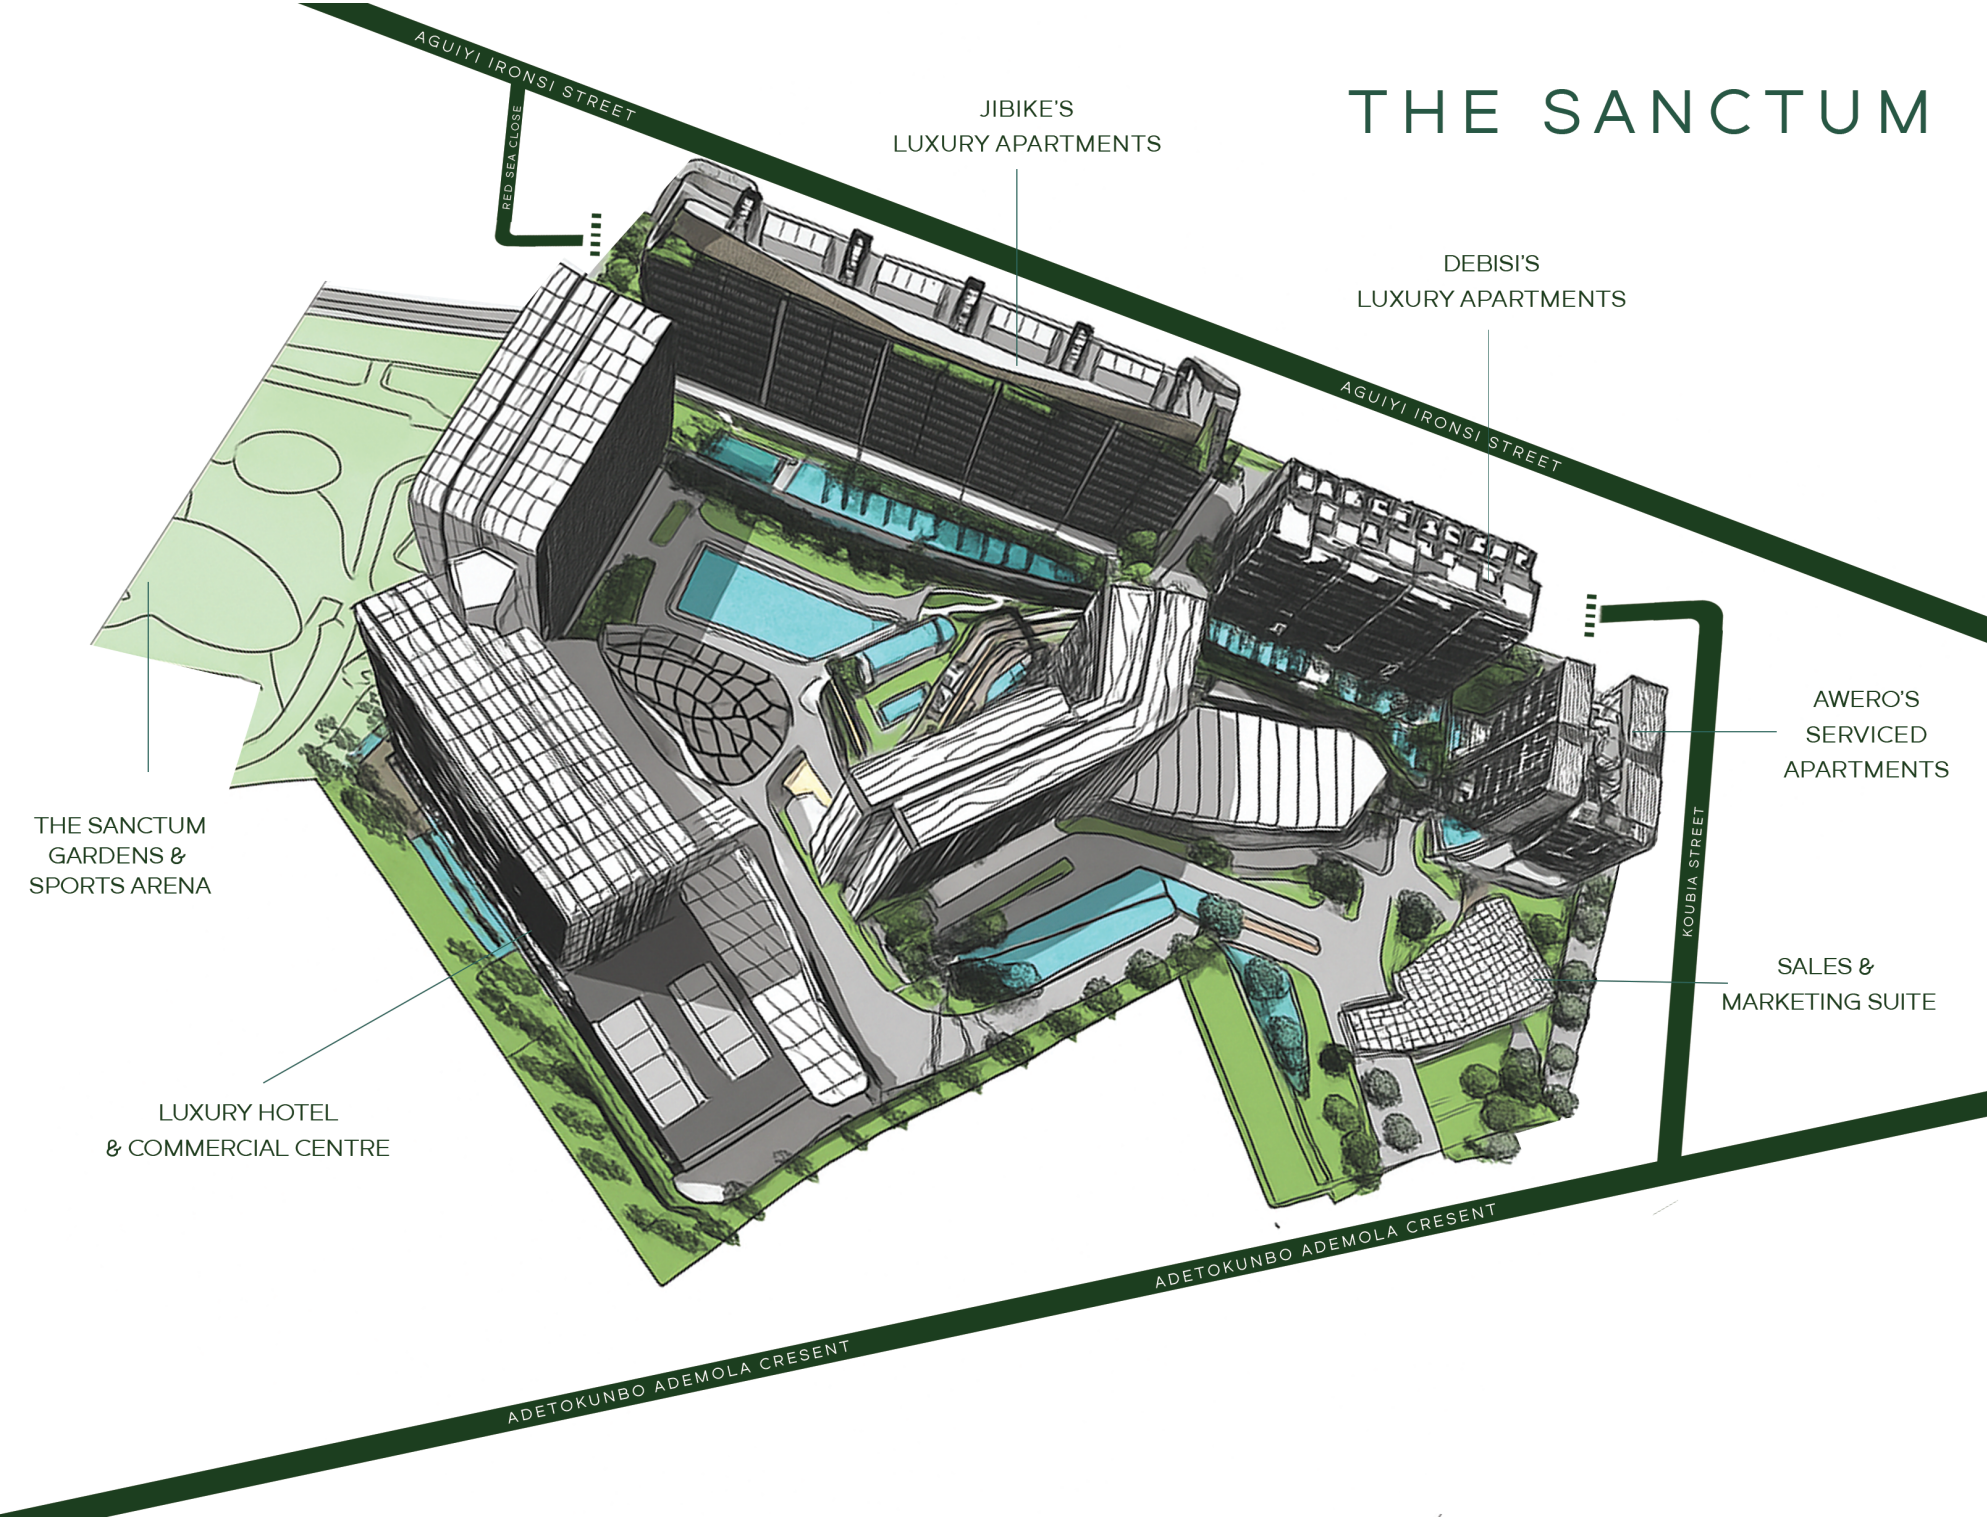 AGUIYI IRONSI STREET
THE SANCTUM
JIBIKE'S
LUXURY APARTMENTS
RED SEA CLOSE
DEBISI'S
LUXURY APARTMENTS
AGUIYI IRONSI STREET
AWERO'S
SERVICED
APARTMENTS
THE SANCTUM
GARDENS &
SPORTS ARENA
KOUBIA STREET
SALES &
MARKETING SUITE
LUXURY HOTEL
& COMMERCIAL CENTRE
ADETOKUNBO ADEMOLA CRESENT
ADETOKUNBO ADEMOLA CRESENT